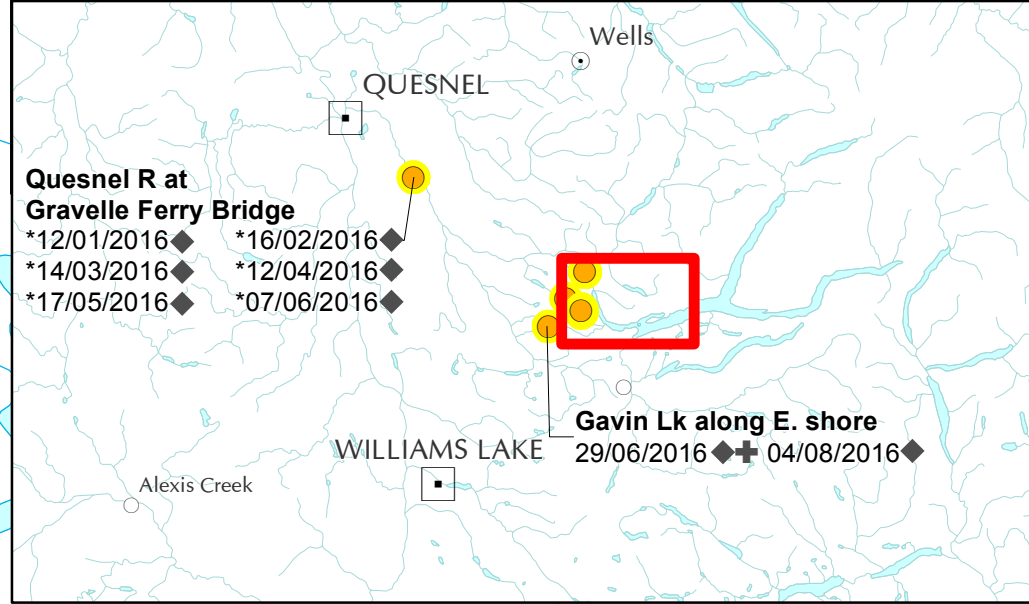 Wells
QUESNEL
Quesnel R at
Gravelle Ferry Bridge
*12/01/2016◆ *16/02/2016◆
*14/03/2016◆ *12/04/2016◆
*17/05/2016◆ *07/06/2016◆
Gavin Lk along E. shore
29/06/2016 ◆✚ 04/08/2016◆
WILLIAMS LAKE
Alexis Creek